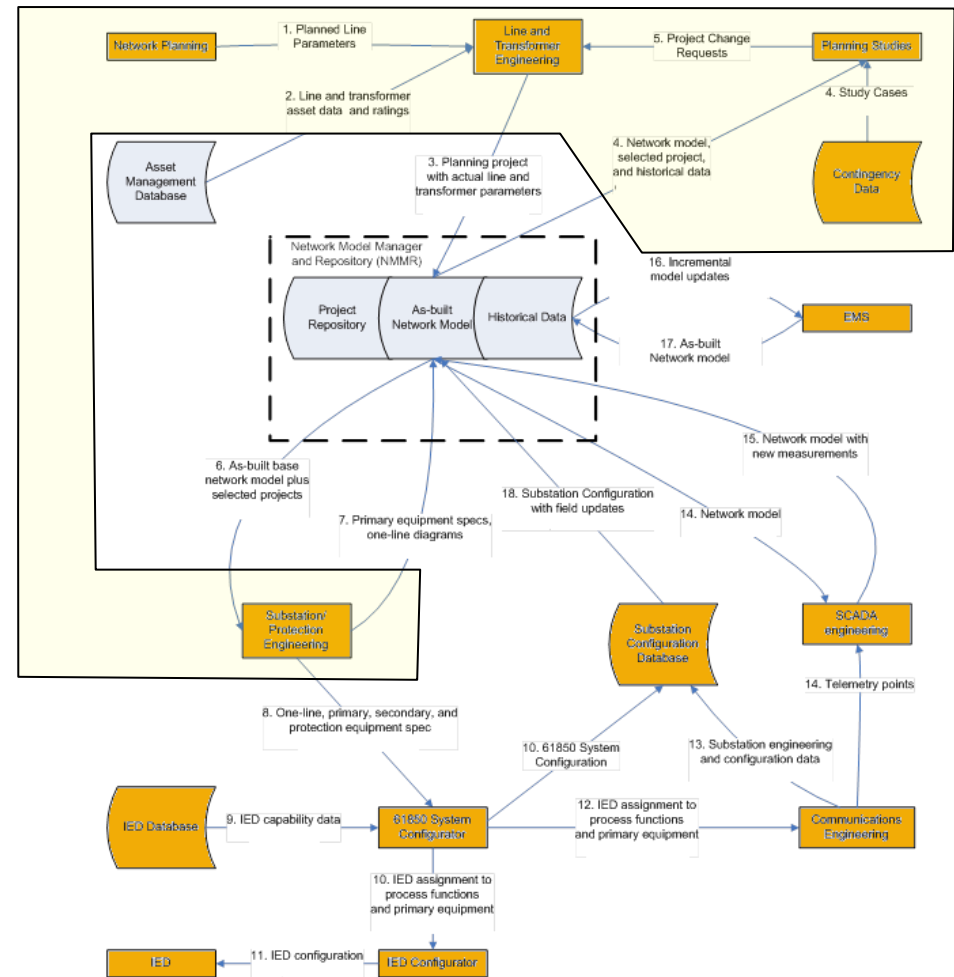 Network Planning
1. Planned Line
Parameters
Line and
Transformer
Engineering
5. Project Change
Requests
Planning Studies
2. Line and transformer
asset data and ratings
4. Study Cases
Asset
Management
Database
3. Planning project
with actual line and
transformer parameters
4. Network model,
selected project,
and historical data
Contingency
Data
Network Model Manager
and Repository (NMMR)
16. Incremental
model updates
Project
Repository
As-built
Network Model
Historical Data
EMS
17. As-built
Network model
6. As-built base
network model plus
selected projects
7. Primary equipment specs,
one-line diagrams
18. Substation Configuration
with field updates
15. Network model with
new measurements
14. Network model
Substation/
Protection
Engineering
Substation
Configuration
Database
SCADA
engineering
8. One-line, primary, secondary, and
protection equipment spec
14. Telemetry points
10. 61850 System
Configuration
13. Substation engineering
and configuration data
IED Database
9. IED capability data
61850 System
Configurator
12. IED assignment to
process functions
and primary equipment
Communications
Engineering
10. IED assignment to
process functions
and primary equipment
IED
11. IED configuration
IED Configurator